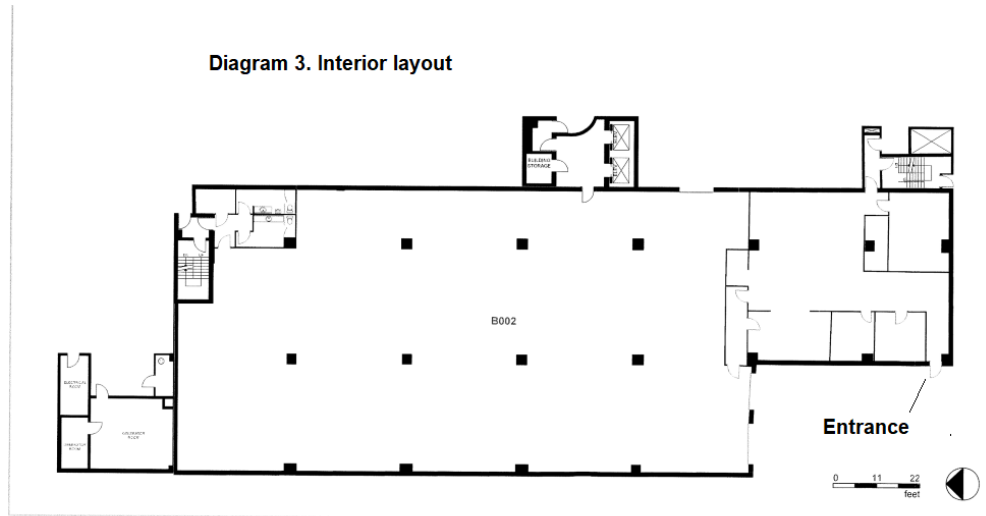 Diagram 3. Interior layout
BUILDING
STORAGE
B002
ELECTRICAL
ROOM
Entrance
0 11 22
feet